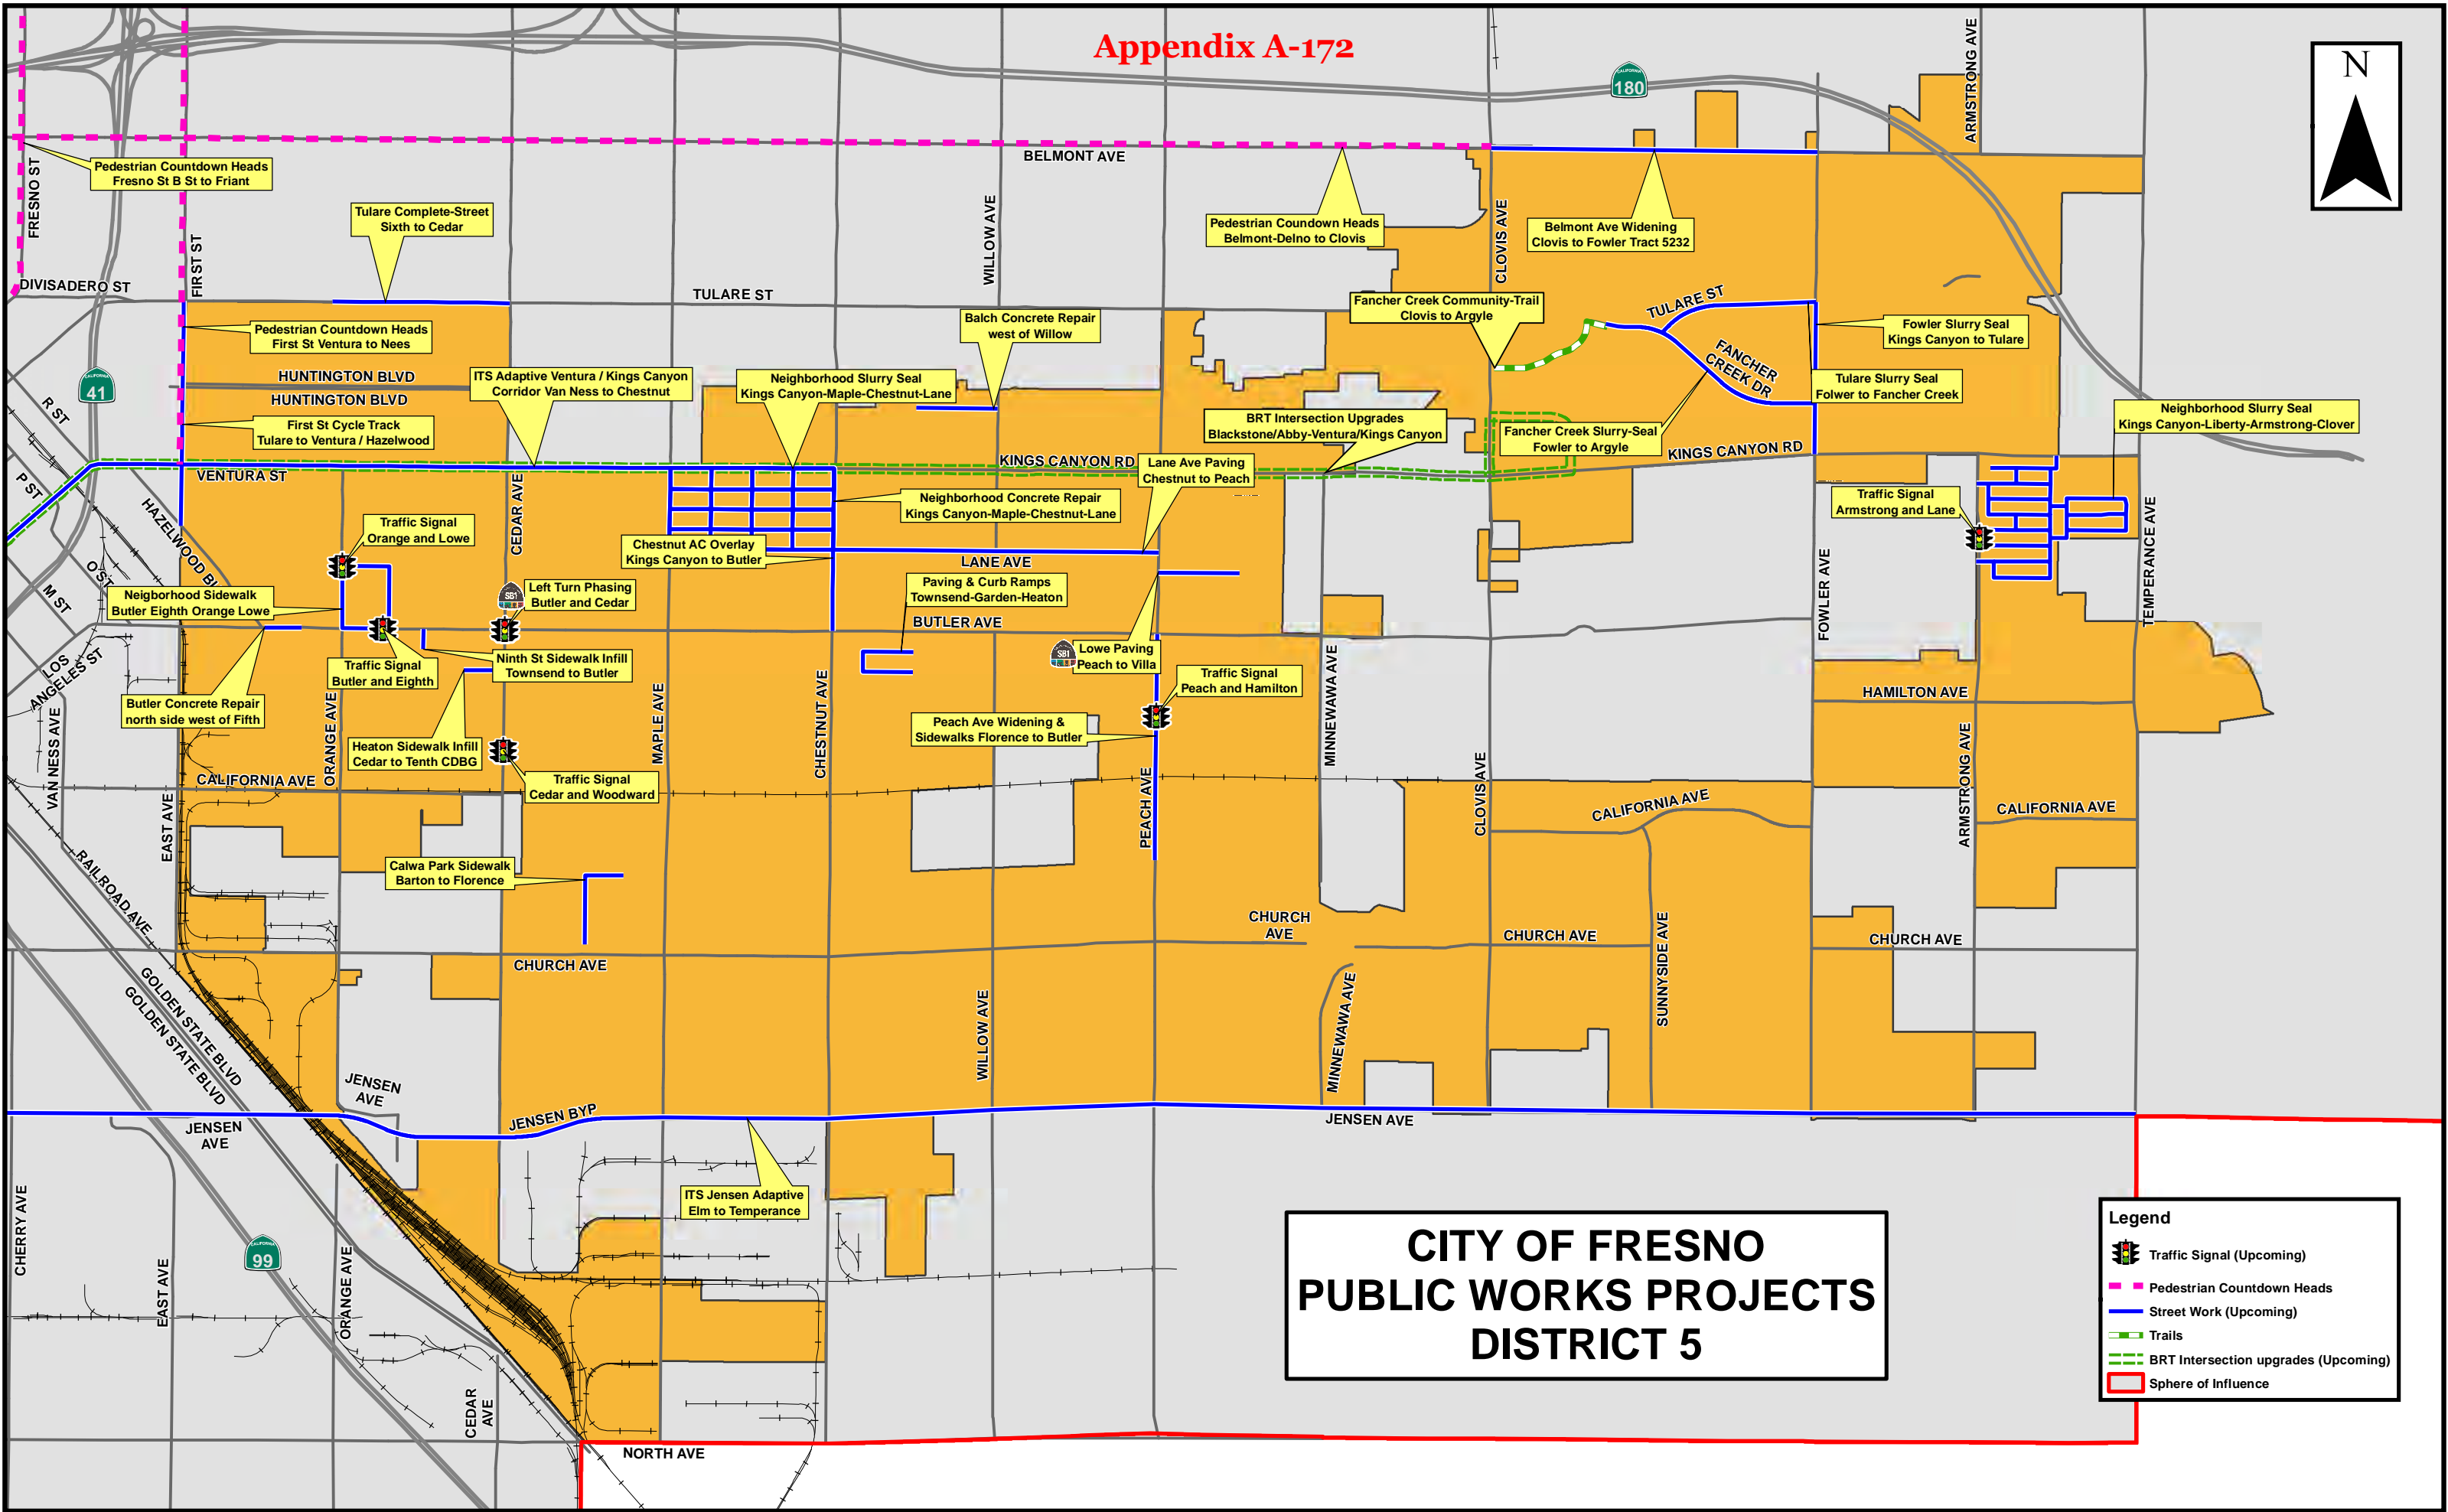 Appendix A-172
N
180
ARMSTRONG AVE
BELMONT AVE
Pedestrian Countdown Heads
Fresno St B St to Friant
FRESNO ST
Tulare Complete-Street
Sixth to Cedar
FIRST ST
WILLOW AVE
Pedestrian Coundown Heads
Belmont-Delno to Clovis
CLOVIS AVE
Belmont Ave Widening
Clovis to Fowler Tract 5232
DIVISADERO ST
TULARE ST
Fancher Creek Community-Trail
Clovis to Argyle
TULARE ST
Balch Concrete Repair
west of Willow
Pedestrian Countdown Heads
First St Ventura to Nees
Fowler Slurry Seal
Kings Canyon to Tulare
FANCHER
CREEK DR
41
HUNTINGTON BLVD
HUNTINGTON BLVD
ITS Adaptive Ventura / Kings Canyon
Corridor Van Ness to Chestnut
Neighborhood Slurry Seal
Kings Canyon-Maple-Chestnut-Lane
Tulare Slurry Seal
Folwer to Fancher Creek
R ST
First St Cycle Track
Tulare to Ventura / Hazelwood
BRT Intersection Upgrades
Blackstone/Abby-Ventura/Kings Canyon
Fancher Creek Slurry-Seal
Fowler to Argyle
Neighborhood Slurry Seal
Kings Canyon-Liberty-Armstrong-Clover
VENTURA ST
KINGS CANYON RD
KINGS CANYON RD
Lane Ave Paving
Chestnut to Peach
P ST
HAZELWOOD BL
CEDAR AVE
Neighborhood Concrete Repair
Kings Canyon-Maple-Chestnut-Lane
Traffic Signal
Armstrong and Lane
TEMPERANCE AVE
Traffic Signal
Orange and Lowe
Chestnut AC Overlay
Kings Canyon to Butler
LANE AVE
FOWLER AVE
O ST
M ST
Neigborhood Sidewalk
Butler Eighth Orange Lowe
SB1
Left Turn Phasing
Butler and Cedar
Paving & Curb Ramps
Townsend-Garden-Heaton
BUTLER AVE
LOS
ANGELES ST
Traffic Signal
Butler and Eighth
Ninth St Sidewalk Infill
Townsend to Butler
SB1
Lowe Paving
Peach to Villa
Traffic Signal
Peach and Hamilton
MINNEWAWA AVE
HAMILTON AVE
Butler Concrete Repair
north side west of Fifth
VAN NESS AVE
ORANGE AVE
MAPLE AVE
CHESTNUT AVE
Peach Ave Widening &
Sidewalks Florence to Butler
Heaton Sidewalk Infill
Cedar to Tenth CDBG
CALIFORNIA AVE
Traffic Signal
Cedar and Woodward
PEACH AVE
CLOVIS AVE
CALIFORNIA AVE
ARMSTRONG AVE
CALIFORNIA AVE
EAST AVE
Calwa Park Sidewalk
Barton to Florence
RAILROAD AVE
CHURCH
AVE
CHURCH AVE
CHURCH AVE
CHURCH AVE
SUNNYSIDE AVE
GOLDEN STATE BLVD
GOLDEN STATE BLVD
WILLOW AVE
MINNEWAWA AVE
JENSEN
AVE
JENSEN BYP
JENSEN
AVE
JENSEN AVE
ITS Jensen Adaptive
Elm to Temperance
CHERRY AVE
99
EAST AVE
ORANGE AVE
CEDAR
AVE
NORTH AVE
CITY OF FRESNO
PUBLIC WORKS PROJECTS
DISTRICT 5
Legend
Traffic Signal (Upcoming)
Pedestrian Countdown Heads
Street Work (Upcoming)
Trails
BRT Intersection upgrades (Upcoming)
Sphere of Influence